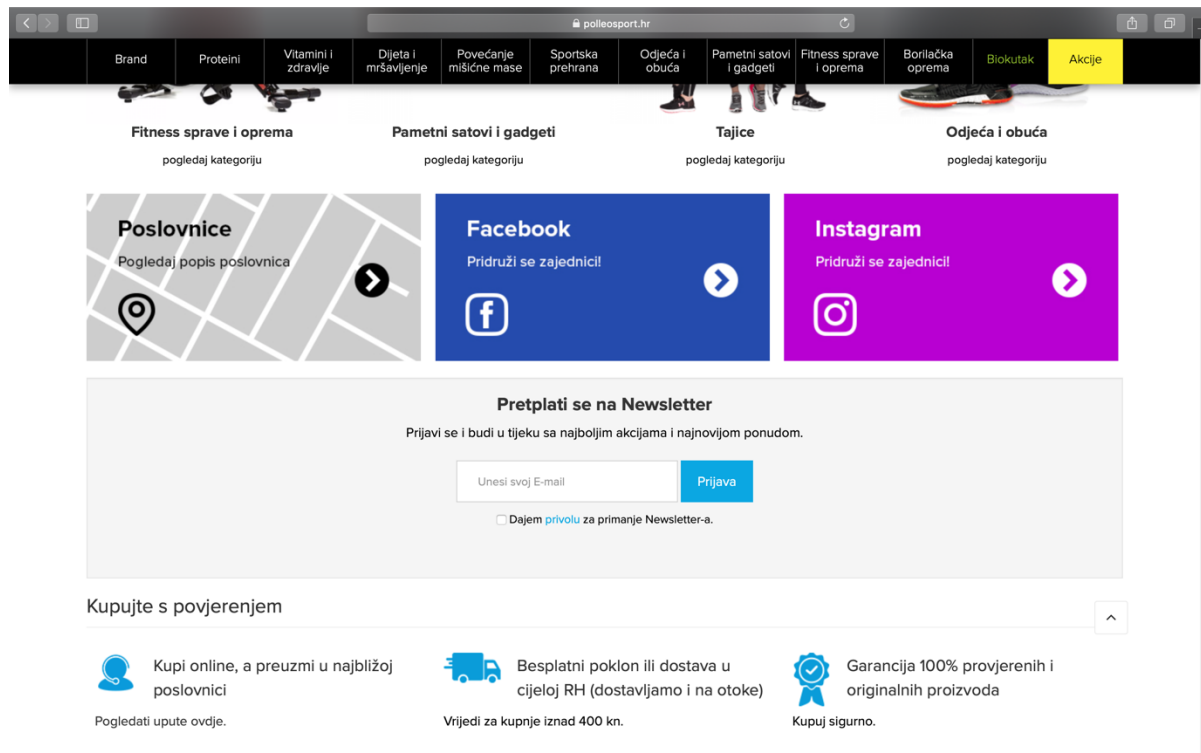 polleosport.hr
Brand
Proteini
Vitamini i
zdravlje
Dijeta i
mršavljenje
Povećanje
mišićne mase
Sportska
prehrana
Odjeća i
obuća
Pametni satovi
i gadgeti
Fitness sprave
i oprema
Borilačka
oprema
Biokutak
Akcije
Fitness sprave i oprema
pogledaj kategoriju
Pametni satovi i gadgeti
pogledaj kategoriju
Tajice
pogledaj kategoriju
Odjeća i obuća
pogledaj kategoriju
Poslovnice
Pogledaj popis poslovnica
Facebook
Pridruži se zajednici!
Instagram
Pridruži se zajednici!
Pretplati se na Newsletter
Prijavi se i budi u tijeku sa najboljim akcijama i najnovijom ponudom.
Unesi svoj E-mail
Prijava
Dajem privolu za primanje Newsletter-a.
Kupujte s povjerenjem
Kupi online, a preuzmi u najbližoj
poslovnici
Pogledati upute ovdje.
Besplatni poklon ili dostava u
cijeloj RH (dostavljamo i na otoke)
Vrijedi za kupnje iznad 400 kn.
Garancija 100% provjerenih i
originalnih proizvoda
Kupuj sigurno.